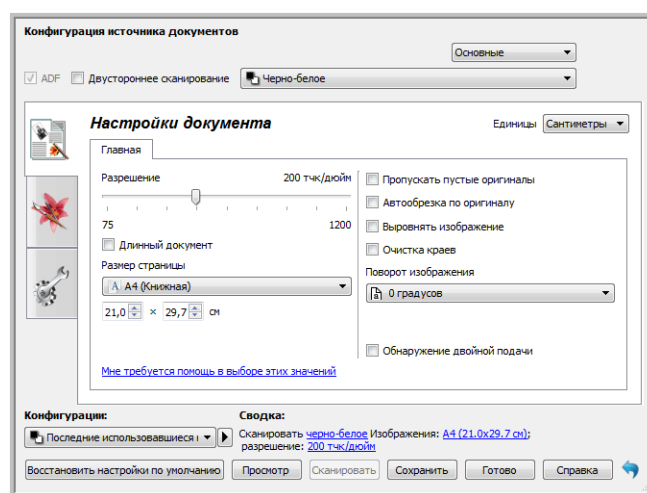 Конфигурация источника документов
Основные
ADF Двустороннее сканирование Черно-белое
Настройки документа Единицы Сантиметры
Главная
Разрешение 200 тчк/дюйм
75 1200
Длинный документ
Размер страницы
A4 (Книжная)
21,0 × 29,7 см
Пропускать пустые оригиналы
Автообрезка по оригиналу
Выровнять изображение
Очистка краев
Поворот изображения
0 градусов
Обнаружение двойной подачи
Мне требуется помощь в выборе этих значений
Конфигурации: Сводка:
Последние использовавшиеся Сканировать черно-белое Изображения: A4 (21.0x29.7 см);
разрешение: 200 тчк/дюйм
Восстановить настройки по умолчанию Просмотр Сканировать Сохранить Готово Справка